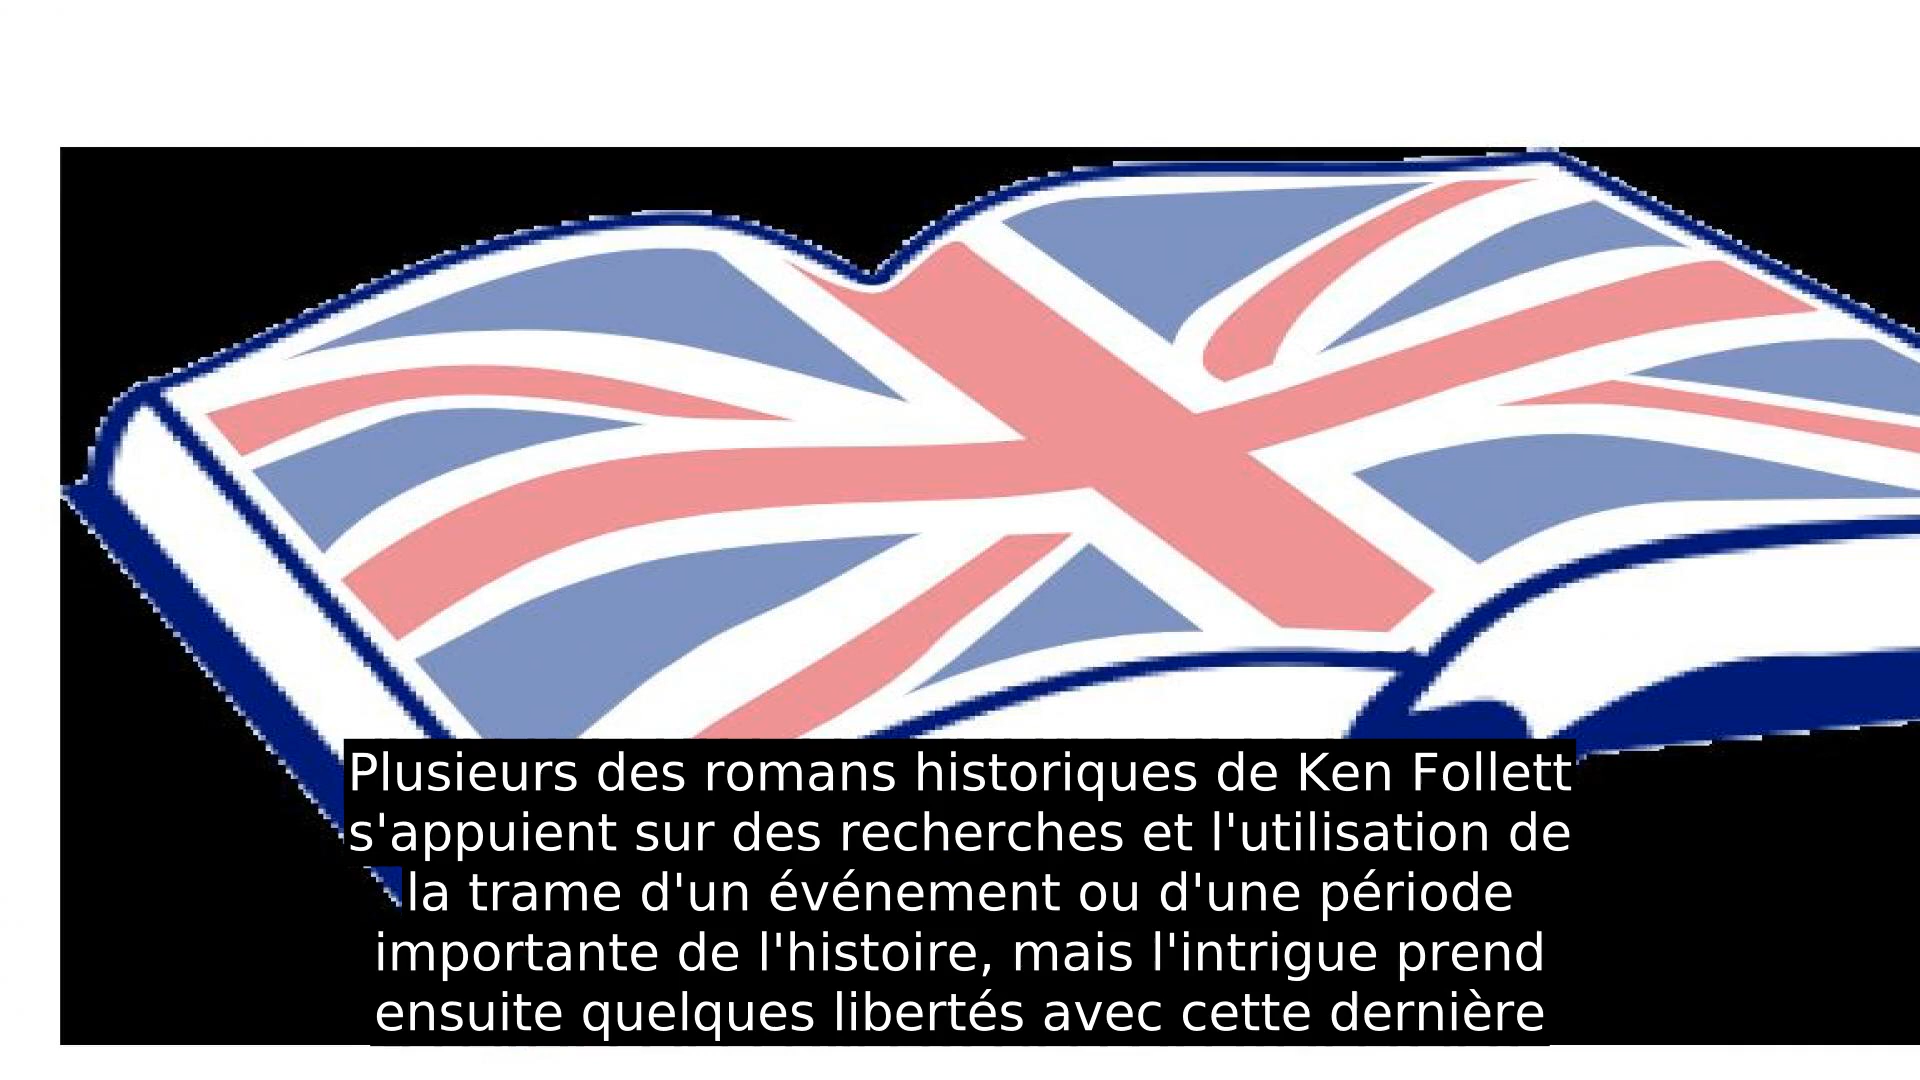 Plusieurs des romans historiques de Ken Follett
s'appuient sur des recherches et l'utilisation de
la trame d'un événement ou d'une période
importante de l'histoire, mais l'intrigue prend
ensuite quelques libertés avec cette dernière